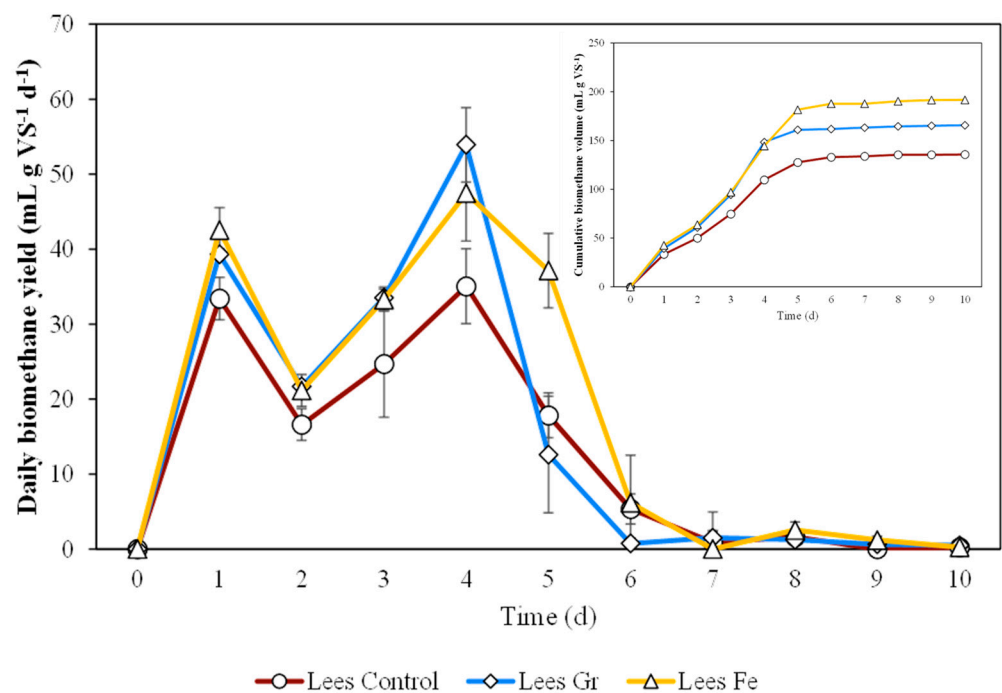 Daily biomethane yield (mL g VS⁻¹ d⁻¹)
70
60
50
40
30
20
10
0
0 1 2 3 4 5 6 7 8 9 10
Time (d)
Cumulative biomethane volume (mL g VS⁻¹)
250
200
150
100
50
0
0 1 2 3 4 5 6 7 8 9 10
Time (d)
Lees Control Lees Gr Lees Fe